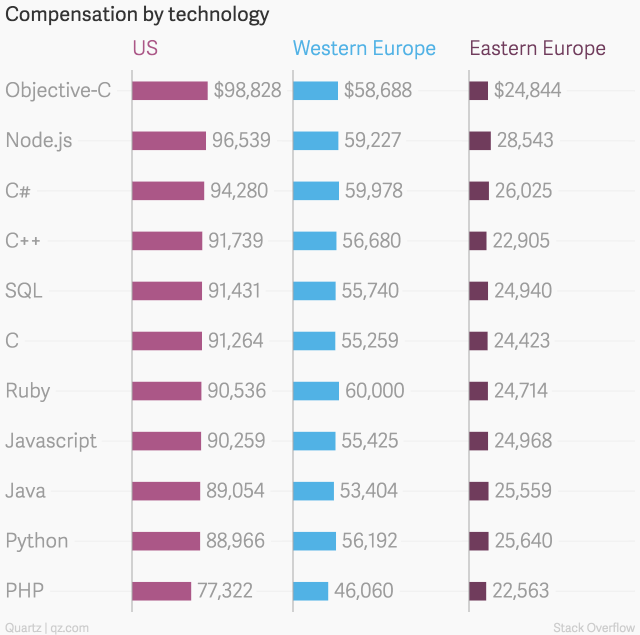 Compensation by technology
US Western Europe Eastern Europe
Objective-C $98,828 $58,688 $24,844
Node.js 96,539 59,227 28,543
C# 94,280 59,978 26,025
C++ 91,739 56,680 22,905
SQL 91,431 55,740 24,940
C 91,264 55,259 24,423
Ruby 90,536 60,000 24,714
Javascript 90,259 55,425 24,968
Java 89,054 53,404 25,559
Python 88,966 56,192 25,640
PHP 77,322 46,060 22,563
Quartz | qz.com Stack Overflow